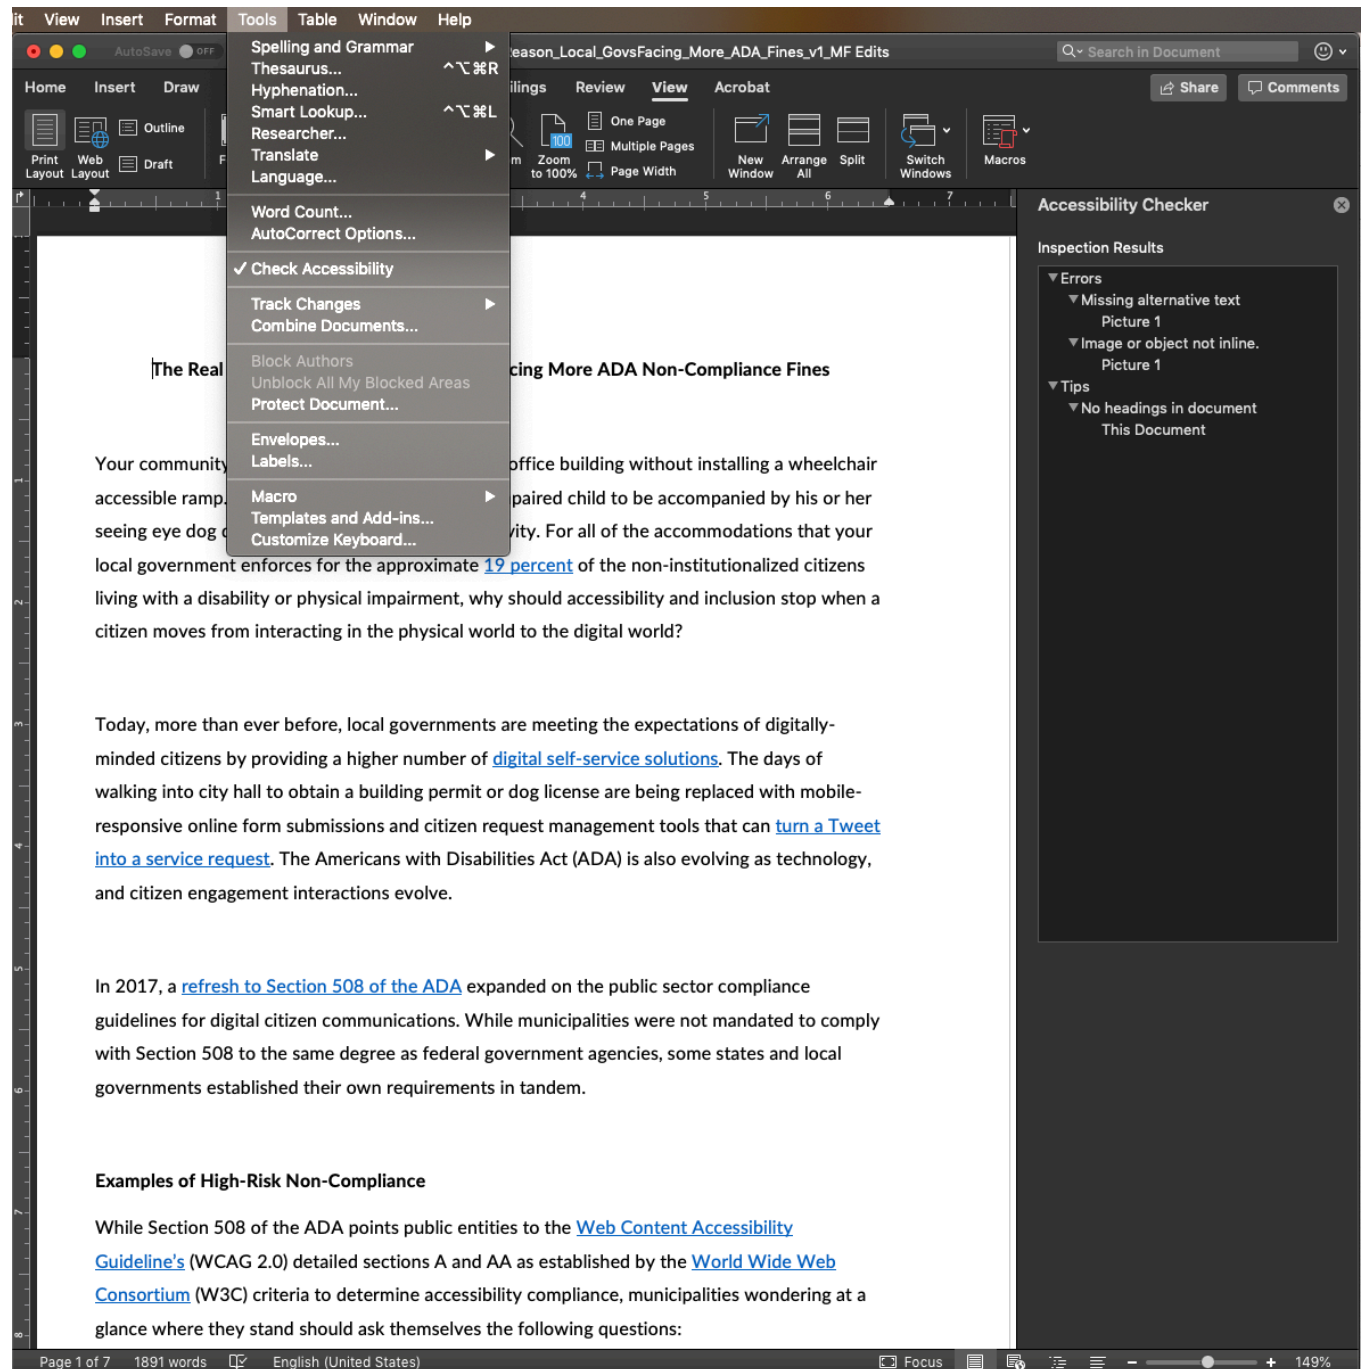 it View Insert Format Tools Table Window Help
AutoSave OFF
eason_Local_GovsFacing_More_ADA_Fines_v1_MF Edits
Search in Document
Home Insert Draw
ilings Review View Acrobat
Share Comments
Print Layout
Web Layout
Outline
Draft
Zoom to 100%
100
One Page
Multiple Pages
Page Width
New Window
Arrange All
Split
Switch Windows
Macros
Spelling and Grammar
Thesaurus... ^⌥⌘R
Hyphenation...
Smart Lookup... ^⌥⌘L
Researcher...
Translate
Language...
Word Count...
AutoCorrect Options...
✓ Check Accessibility
Track Changes
Combine Documents...
Block Authors
Unblock All My Blocked Areas
Protect Document...
Envelopes...
Labels...
Macro
Templates and Add-ins...
Customize Keyboard...
1 4 5 6 7
The Real cing More ADA Non-Compliance Fines
Your community office building without installing a wheelchair
accessible ramp. paired child to be accompanied by his or her
seeing eye dog vity. For all of the accommodations that your
local government enforces for the approximate 19 percent of the non-institutionalized citizens
living with a disability or physical impairment, why should accessibility and inclusion stop when a
citizen moves from interacting in the physical world to the digital world?
Today, more than ever before, local governments are meeting the expectations of digitally-
minded citizens by providing a higher number of digital self-service solutions. The days of
walking into city hall to obtain a building permit or dog license are being replaced with mobile-
responsive online form submissions and citizen request management tools that can turn a Tweet
into a service request. The Americans with Disabilities Act (ADA) is also evolving as technology,
and citizen engagement interactions evolve.
In 2017, a refresh to Section 508 of the ADA expanded on the public sector compliance
guidelines for digital citizen communications. While municipalities were not mandated to comply
with Section 508 to the same degree as federal government agencies, some states and local
governments established their own requirements in tandem.
Examples of High-Risk Non-Compliance
While Section 508 of the ADA points public entities to the Web Content Accessibility
Guideline's (WCAG 2.0) detailed sections A and AA as established by the World Wide Web
Consortium (W3C) criteria to determine accessibility compliance, municipalities wondering at a
glance where they stand should ask themselves the following questions:
Accessibility Checker
Inspection Results
Errors
Missing alternative text
Picture 1
Image or object not inline.
Picture 1
Tips
No headings in document
This Document
Page 1 of 7 1891 words English (United States) Focus 149%